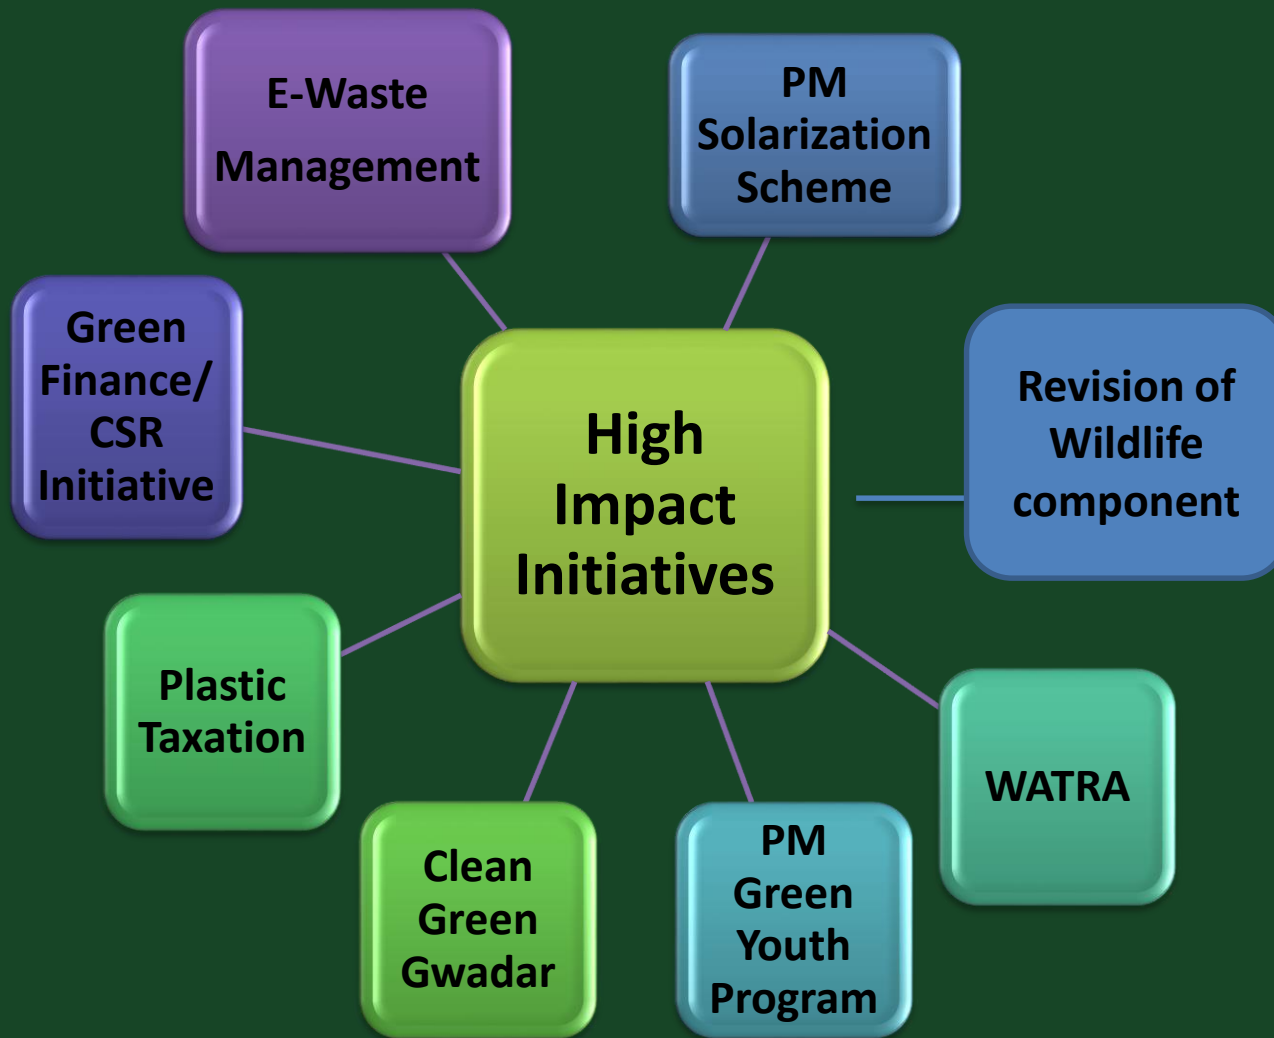 E-Waste
Management
PM
Solarization
Scheme
Green
Finance/
CSR
Initiative
High
Impact
Initiatives
Revision of
Wildlife
component
Plastic
Taxation
WATRA
Clean
Green
Gwadar
PM
Green
Youth
Program